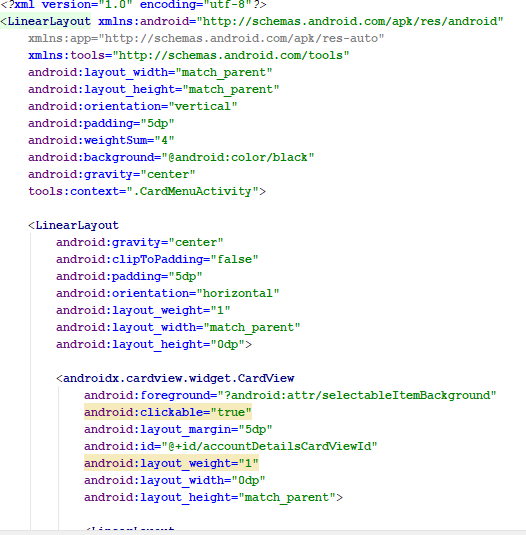 <?xml version="1.0" encoding="utf-8"?>
<LinearLayout xmlns:android="http://schemas.android.com/apk/res/android"
xmlns:app="http://schemas.android.com/apk/res-auto"
xmlns:tools="http://schemas.android.com/tools"
android:layout_width="match_parent"
android:layout_height="match_parent"
android:orientation="vertical"
android:padding="5dp"
android:weightSum="4"
android:background="@android:color/black"
android:gravity="center"
tools:context=".CardMenuActivity">
<LinearLayout
android:gravity="center"
android:clipToPadding="false"
android:padding="5dp"
android:orientation="horizontal"
android:layout_weight="1"
android:layout_width="match_parent"
android:layout_height="0dp">
<androidx.cardview.widget.CardView
android:foreground="?android:attr/selectableItemBackground"
android:clickable="true"
android:layout_margin="5dp"
android:id="@+id/accountDetailsCardViewId"
android:layout_weight="1"
android:layout_width="0dp"
android:layout_height="match_parent">
<LinearLayout